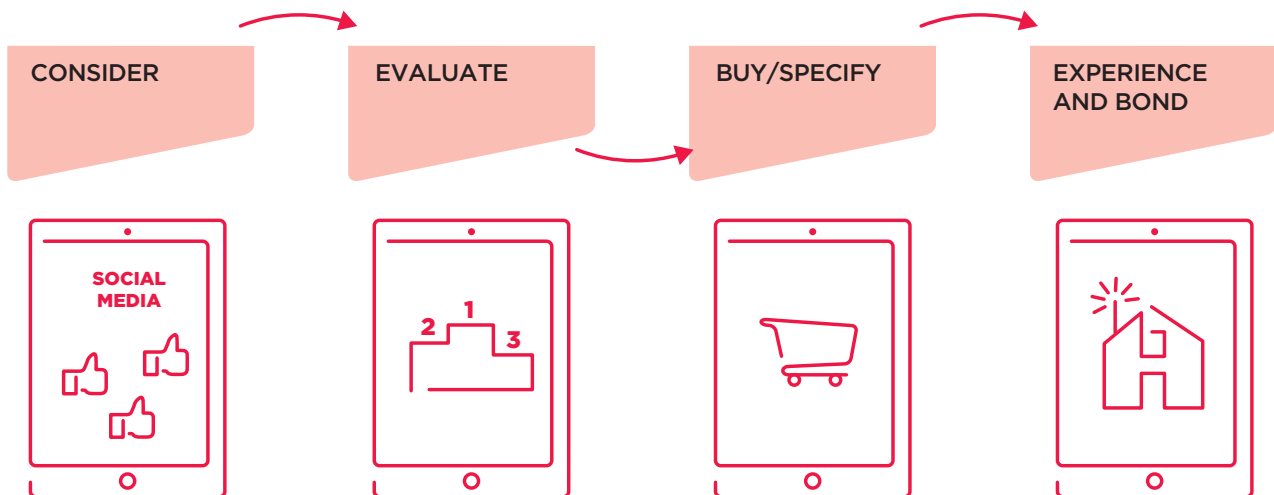 CONSIDER
EVALUATE
BUY/SPECIFY
EXPERIENCE
AND BOND
SOCIAL
MEDIA
1
2
3